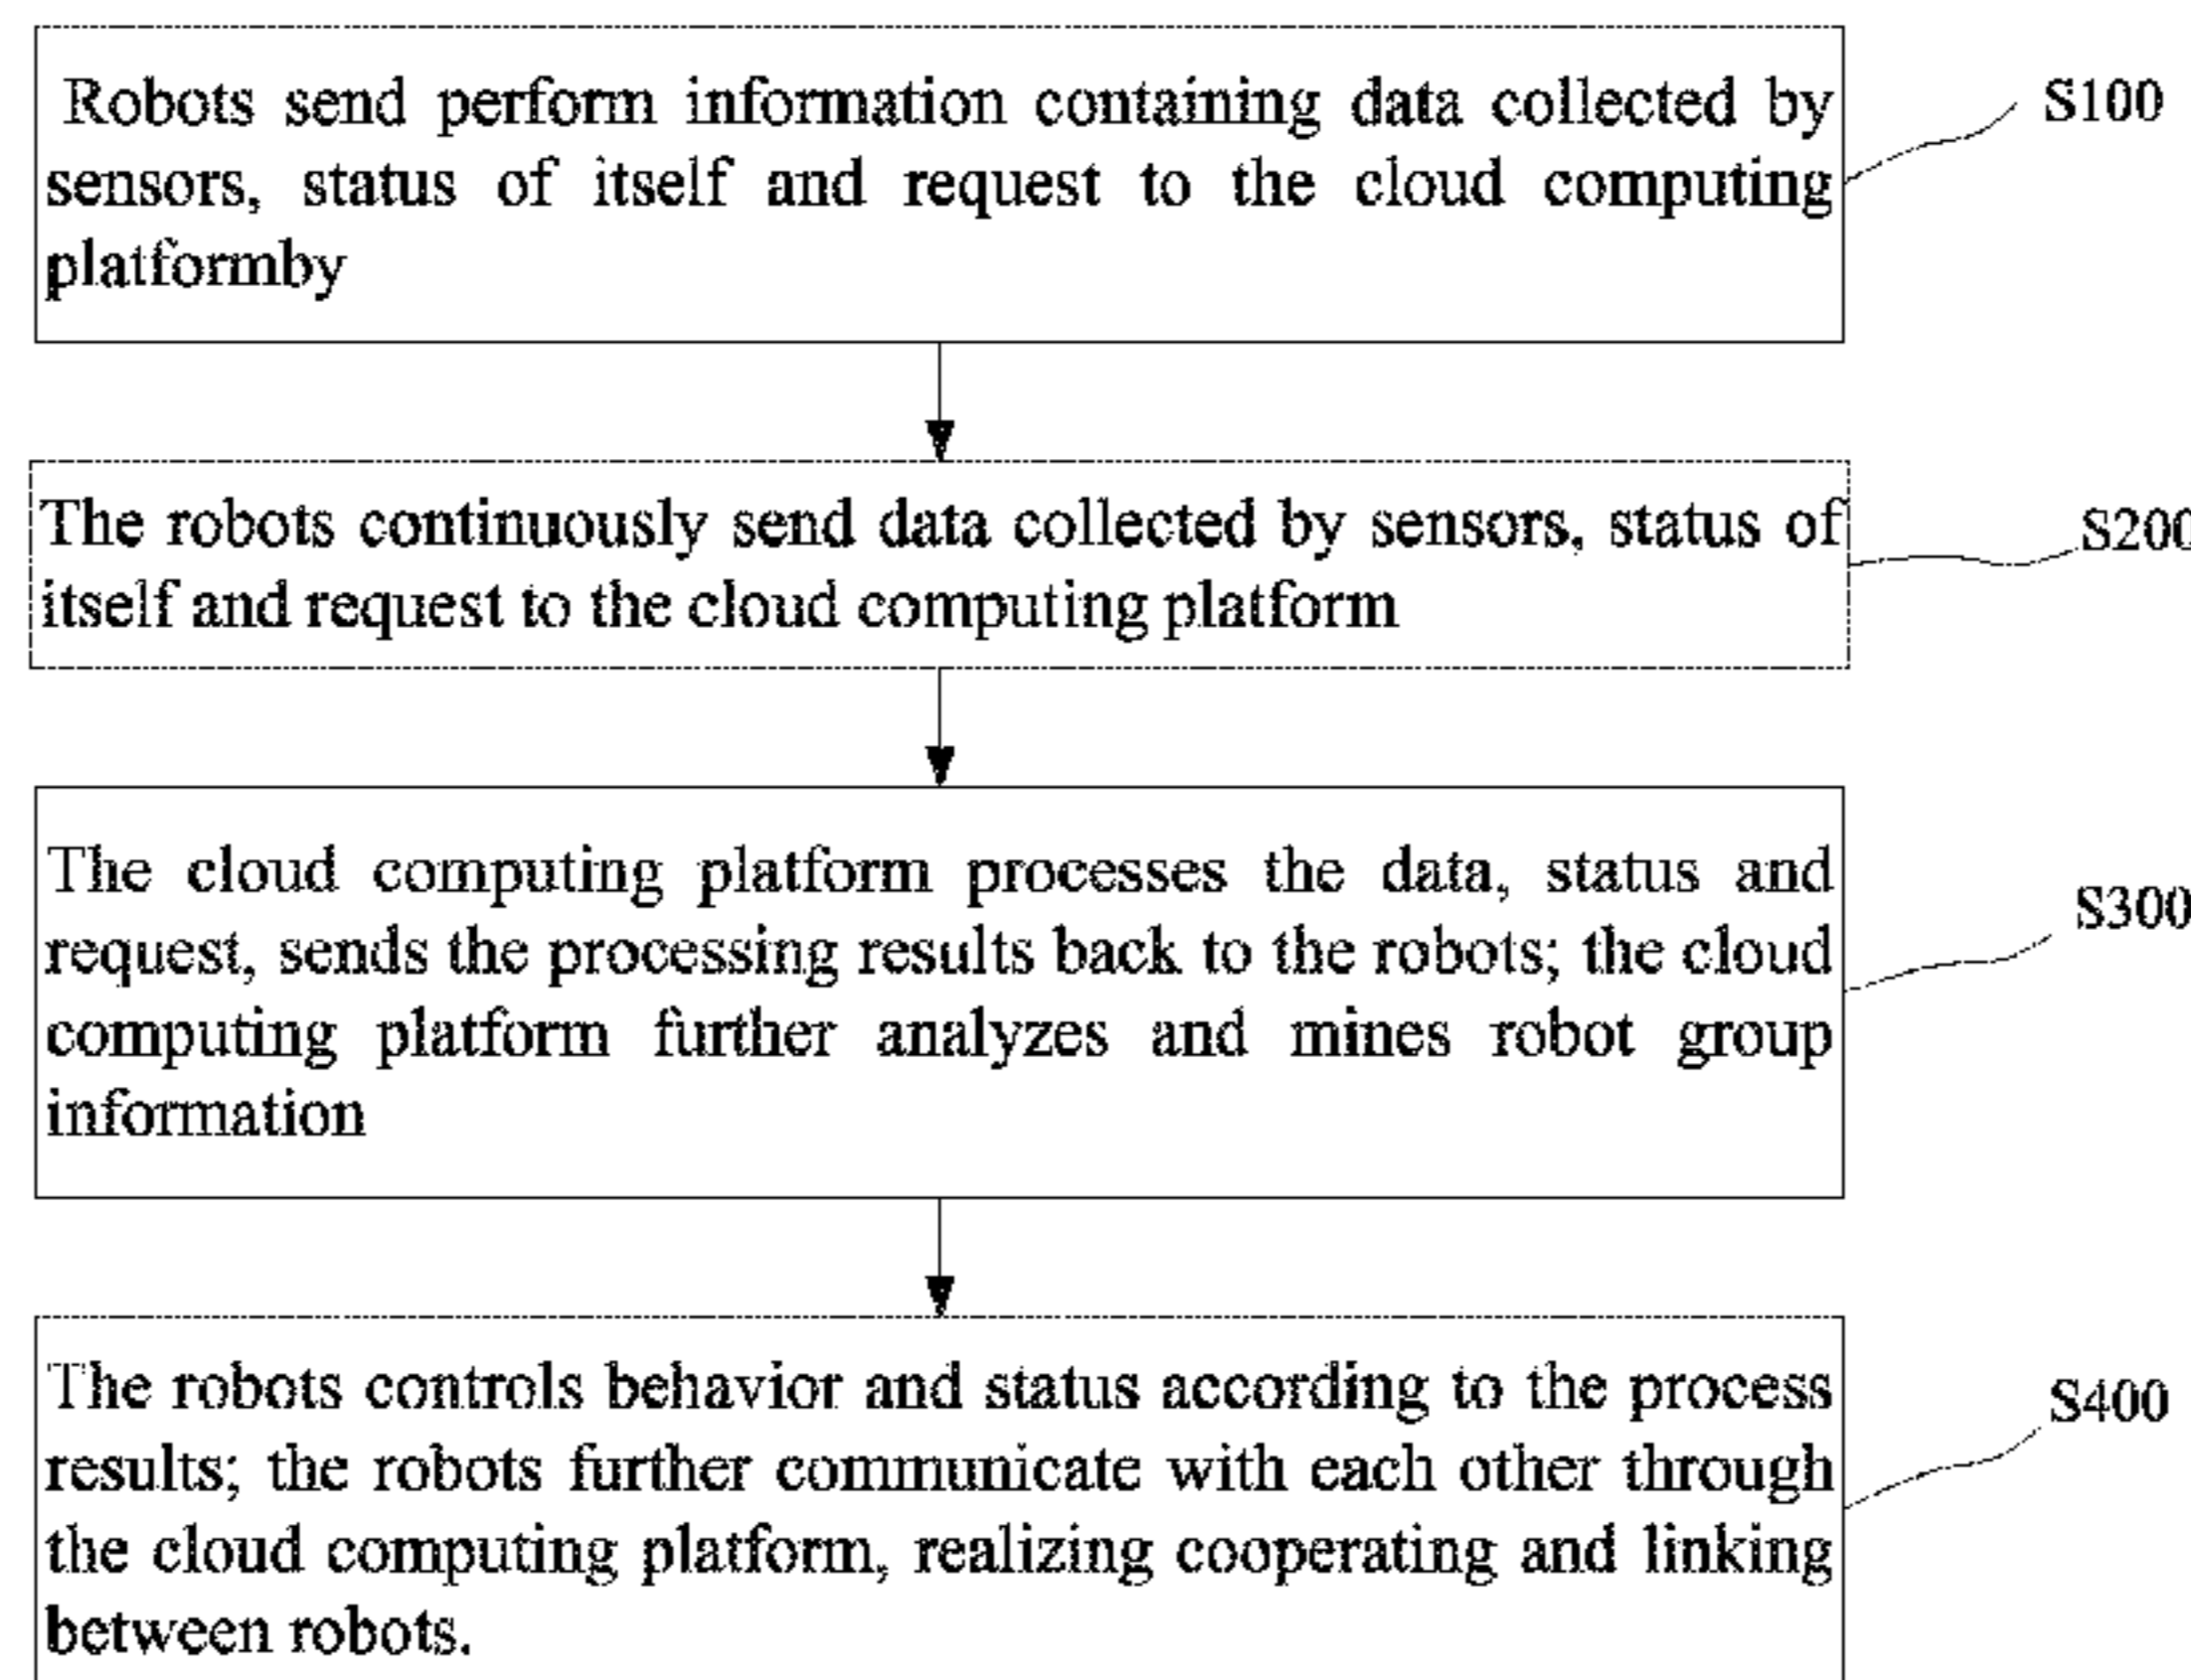 Robots send perform information containing data collected by
sensors, status of itself and request to the cloud computing
platformby
S100
The robots continuously send data collected by sensors, status of
itself and request to the cloud computing platform
S200
The cloud computing platform processes the data, status and
request, sends the processing results back to the robots; the cloud
computing platform further analyzes and mines robot group
information
S300
The robots controls behavior and status according to the process
results; the robots further communicate with each other through
the cloud computing platform, realizing cooperating and linking
between robots.
S400